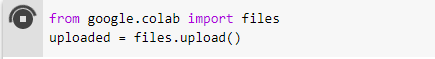 from google.colab import files
uploaded = files.upload()